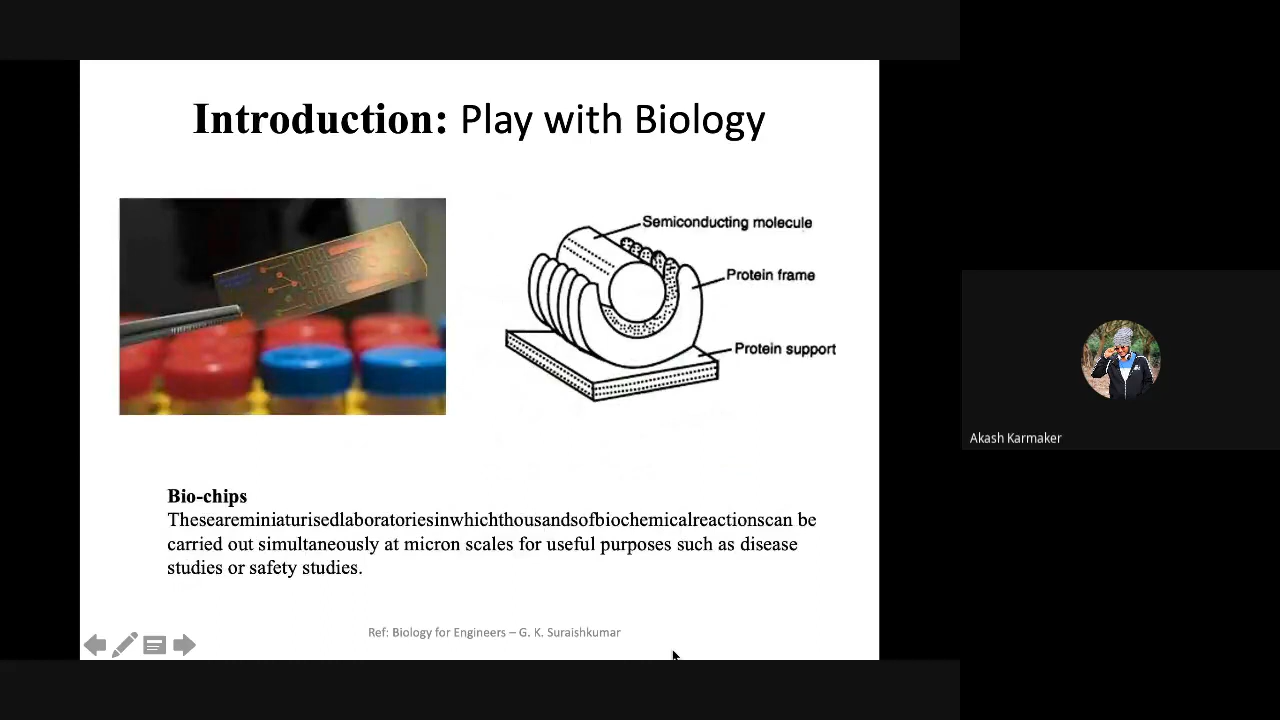 Introduction: Play with Biology
Semiconducting molecule
Protein frame
Protein support
Bio-chips
Theseareminiaturisedlaboratoriesinwhichthousandsofbiochemicalreactionscan be
carried out simultaneously at micron scales for useful purposes such as disease
studies or safety studies.
Ref: Biology for Engineers – G. K. Suraishkumar
Akash Karmaker